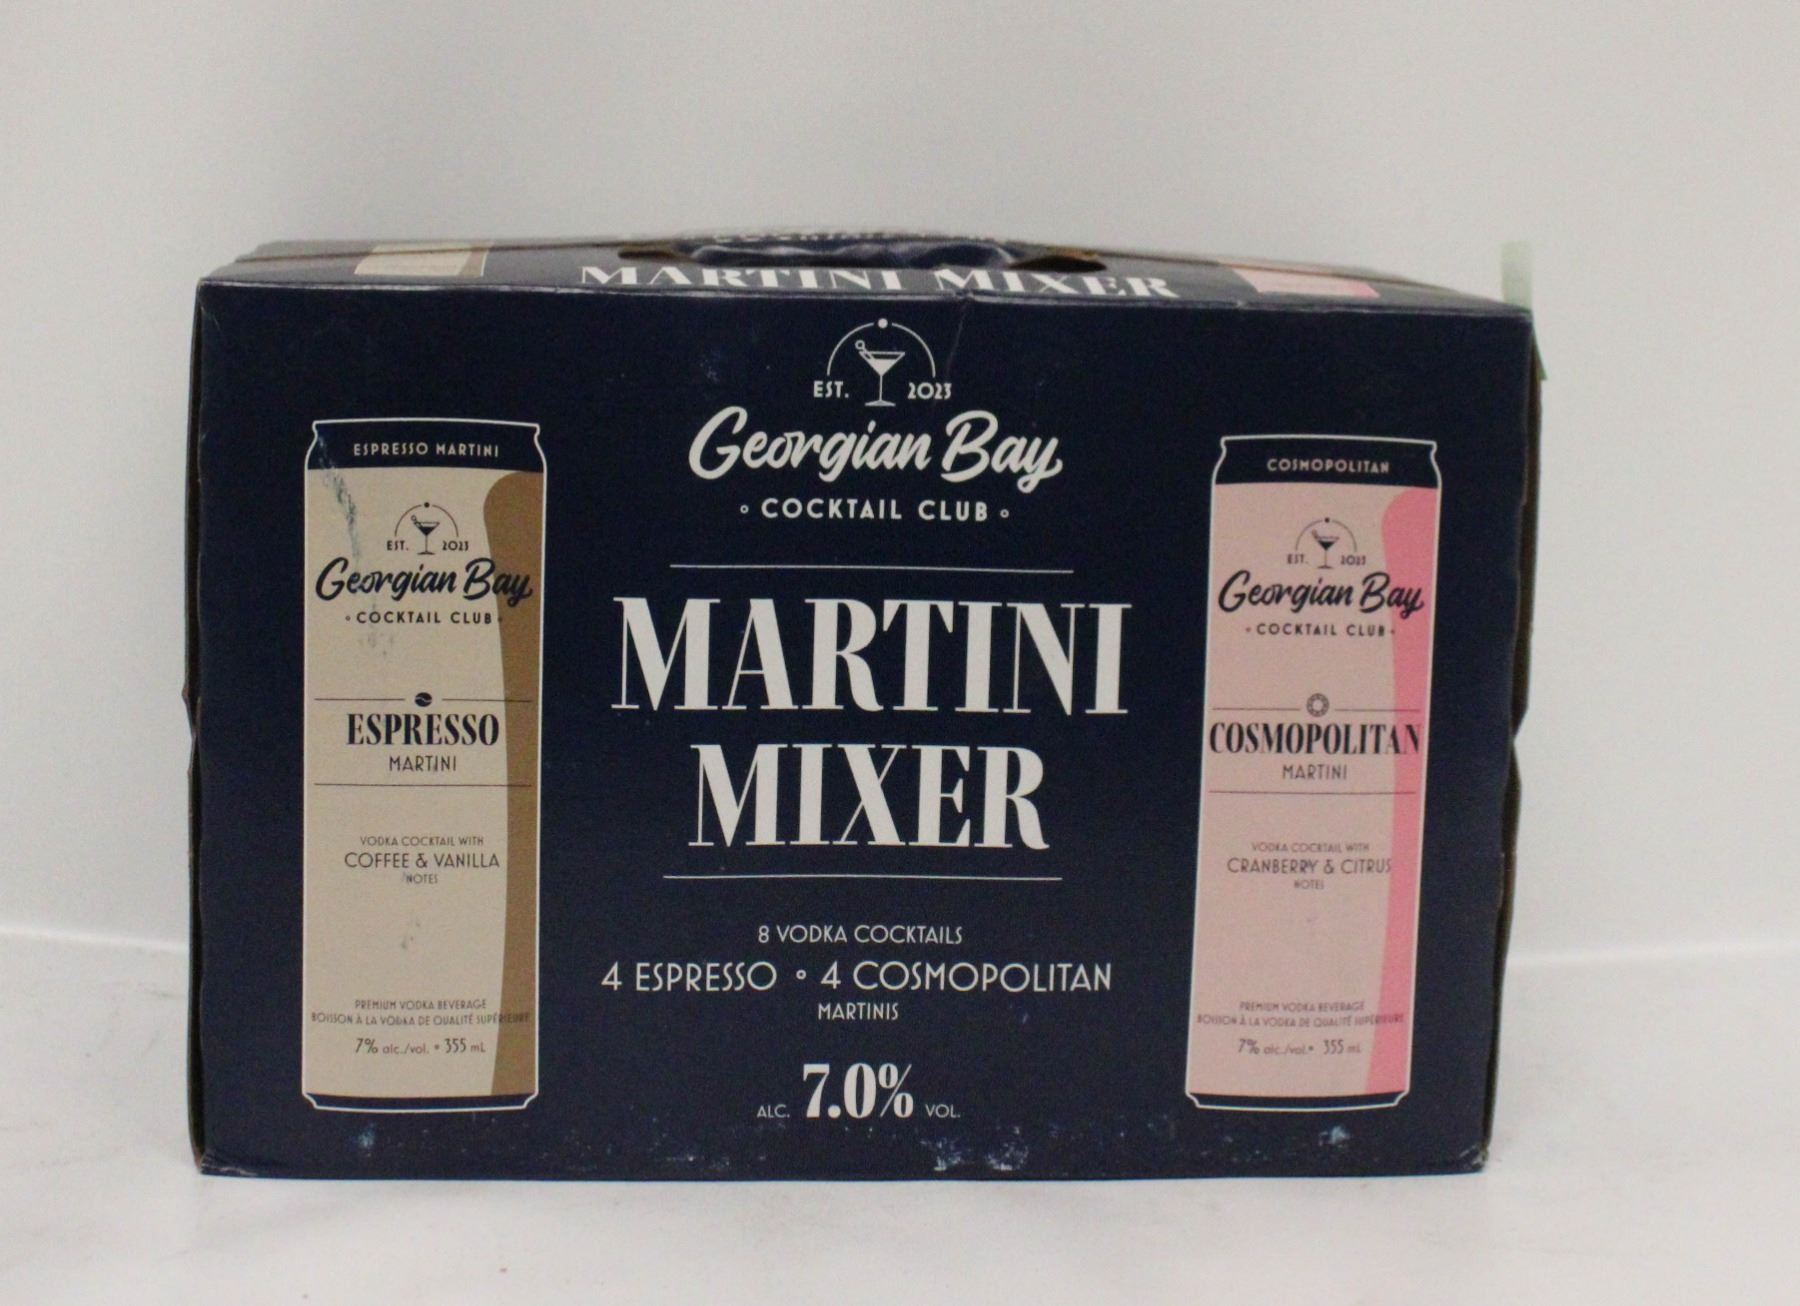 MARTINI MIXER
EST. 2023
Georgian Bay
COCKTAIL CLUB
MARTINI
MIXER
8 VODKA COCKTAILS
4 ESPRESSO • 4 COSMOPOLITAN
MARTINIS
ALC. 7.0% VOL.
ESPRESSO MARTINI
EST. 2023
Georgian Bay
COCKTAIL CLUB
ESPRESSO
MARTINI
VODKA COCKTAIL WITH
COFFEE & VANILLA
NOTES
PREMIUM VODKA BEVERAGE
BOISSON À LA VODKA DE QUALITÉ SUPÉRIEURE
7% alc./vol. • 355 mL
COSMOPOLITAN
EST. 2023
Georgian Bay
COCKTAIL CLUB
COSMOPOLITAN
MARTINI
VODKA COCKTAIL WITH
CRANBERRY & CITRUS
NOTES
PREMIUM VODKA BEVERAGE
BOISSON À LA VODKA DE QUALITÉ SUPÉRIEURE
7% alc./vol. • 355 mL